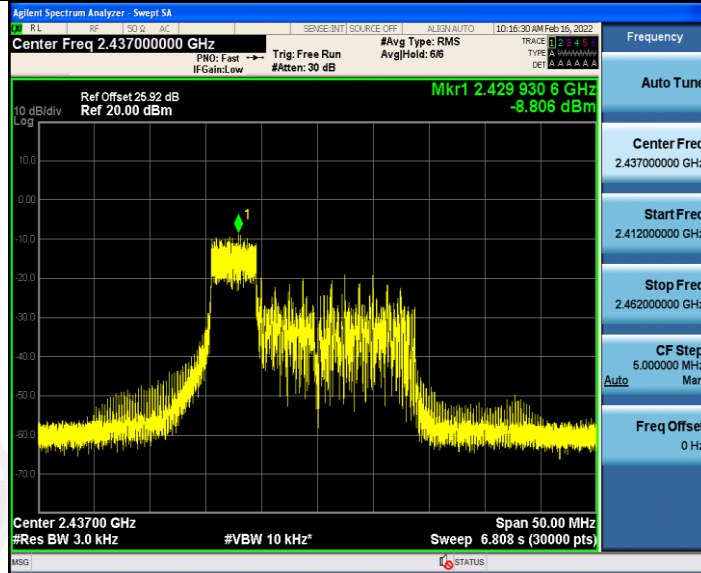 Agilent Spectrum Analyzer - Swept SA
RL RF 50 Ω AC SENSE:INT SOURCE OFF ALIGN AUTO 10:16:30 AM Feb 16, 2022
Center Freq 2.437000000 GHz
PNO: Fast
IFGain:Low
Trig: Free Run
#Atten: 30 dB
#Avg Type: RMS
Avg|Hold: 6/6
TRACE 1 2 3 4 5 6
TYPE A WWWWW
DET A A A A A A
Ref Offset 25.92 dB
10 dB/div Ref 20.00 dBm
Log
Mkr1 2.429 930 6 GHz
-8.806 dBm
10.0
0.00
-10.0
-20.0
-30.0
-40.0
-50.0
-60.0
-70.0
1
Center 2.43700 GHz
Span 50.00 MHz
#Res BW 3.0 kHz
#VBW 10 kHz*
Sweep 6.808 s (30000 pts)
MSG
STATUS
Frequency
Auto Tune
Center Freq
2.437000000 GHz
Start Freq
2.412000000 GHz
Stop Freq
2.462000000 GHz
CF Step
5.000000 MHz
Auto Man
Freq Offset
0 Hz